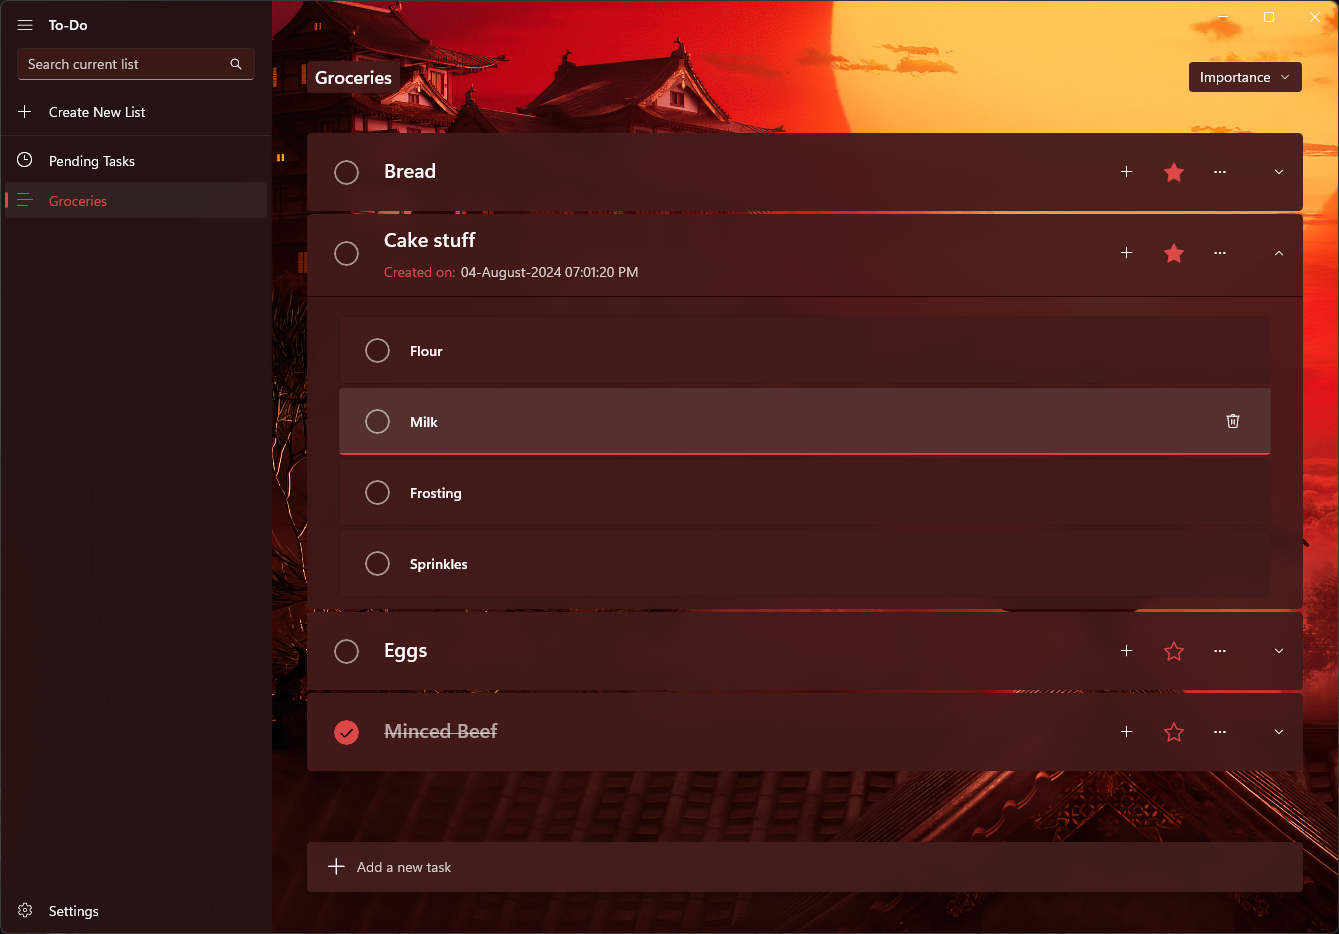 To-Do
Search current list
Create New List
Pending Tasks
Groceries
Settings
Groceries
Importance
Bread
Cake stuff
Created on: 04-August-2024 07:01:20 PM
Flour
Milk
Frosting
Sprinkles
Eggs
Minced Beef
Add a new task